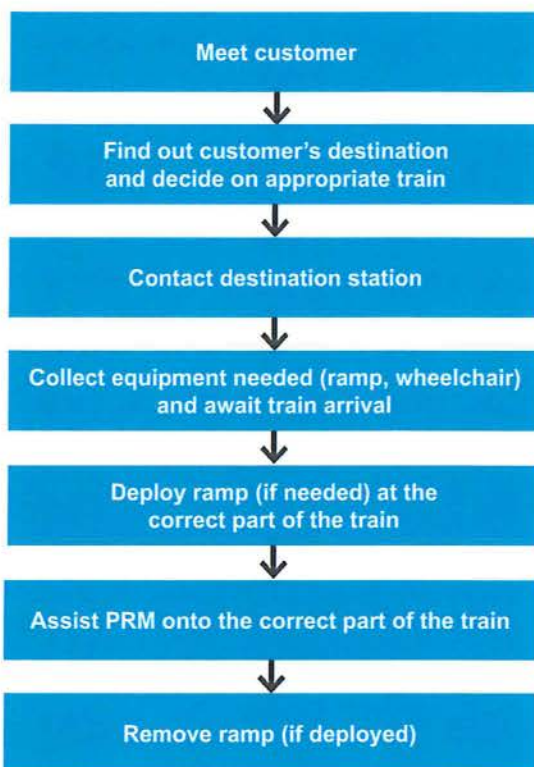 Meet customer
Find out customer's destination
and decide on appropriate train
Contact destination station
Collect equipment needed (ramp, wheelchair)
and await train arrival
Deploy ramp (if needed) at the
correct part of the train
Assist PRM onto the correct part of the train
Remove ramp (if deployed)